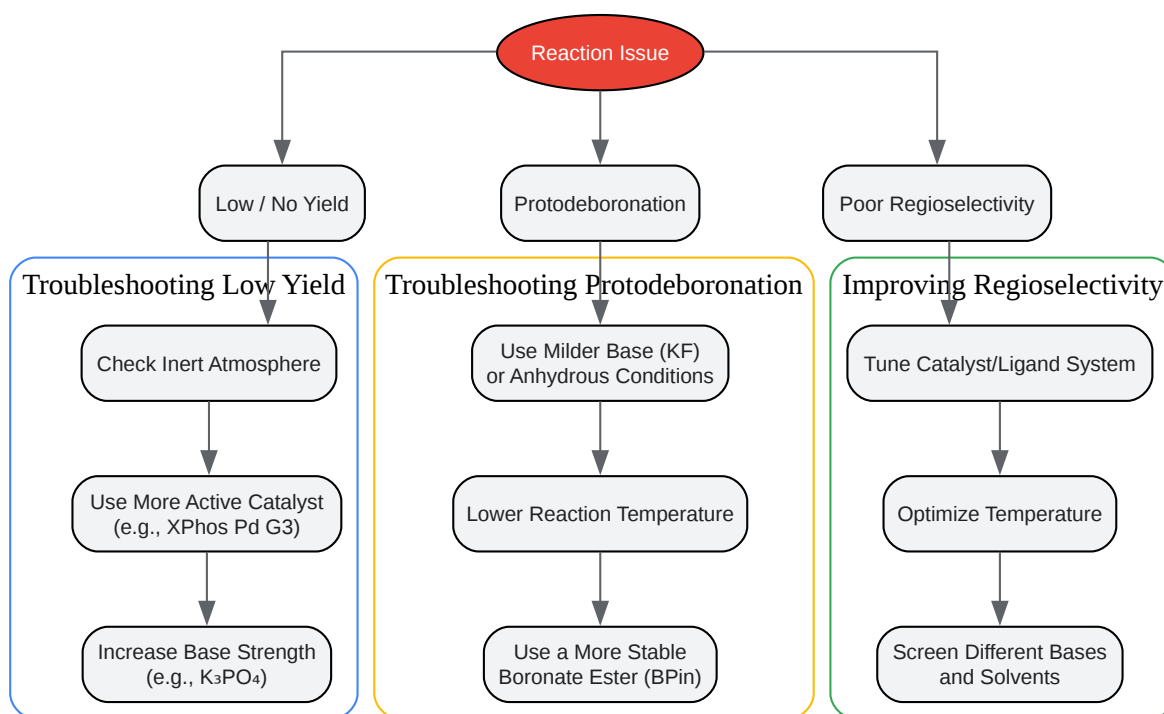 Reaction Issue
Low / No Yield
Protodeboronation
Poor Regioselectivity
Troubleshooting Low Yield
Check Inert Atmosphere
Use More Active Catalyst
(e.g., XPhos Pd G3)
Increase Base Strength
(e.g., K₃PO₄)
Troubleshooting Protodeboronation
Use Milder Base (KF)
or Anhydrous Conditions
Lower Reaction Temperature
Use a More Stable
Boronate Ester (BPin)
Improving Regioselectivity
Tune Catalyst/Ligand System
Optimize Temperature
Screen Different Bases
and Solvents